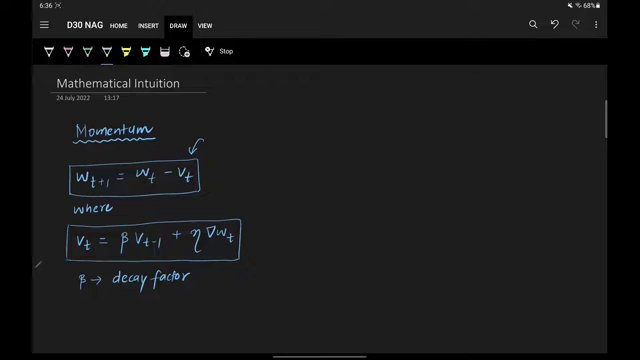 6:36
68%
D30 NAG
HOME INSERT DRAW VIEW
Stop
Mathematical Intuition
24 July 2022 13:17
Momentum
w_{t+1} = w_t - v_t
where
v_t = β v_{t-1} + η ∇w_t
β → decay factor